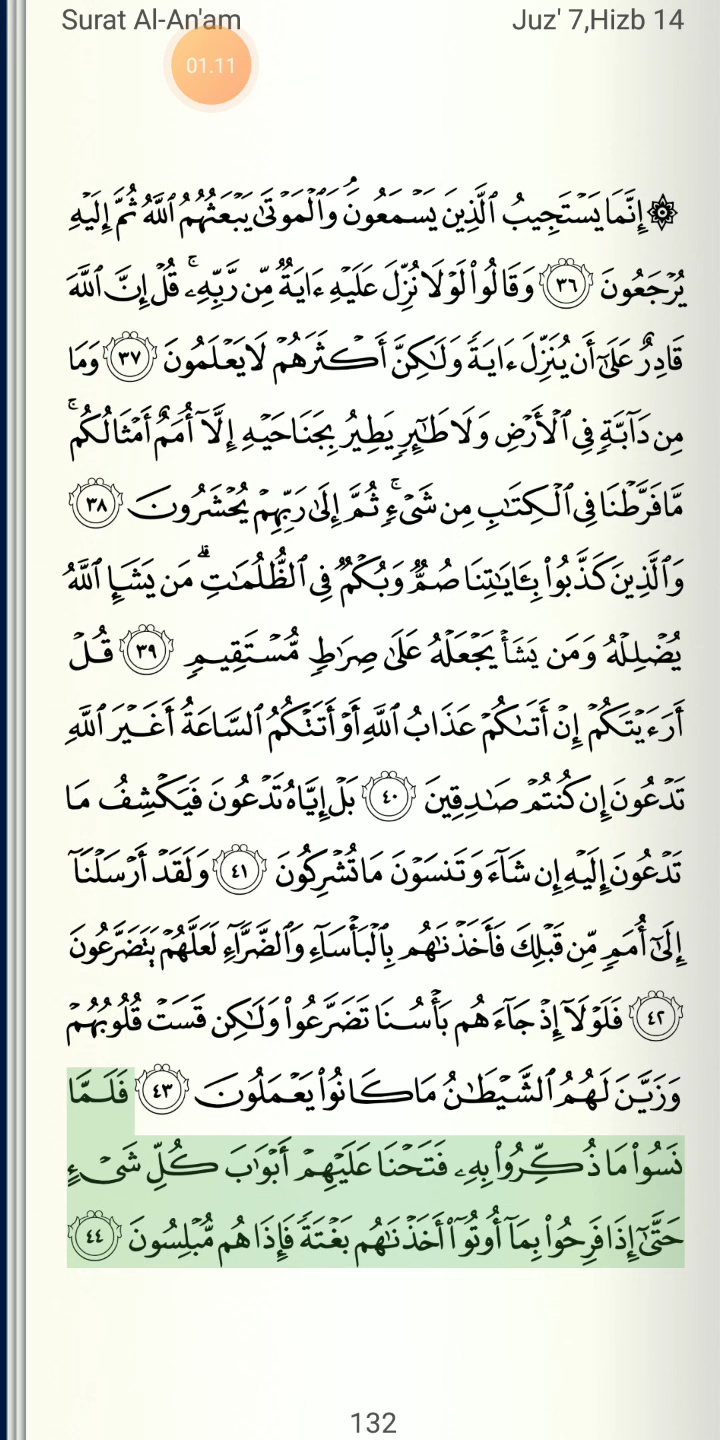 Surat Al-An'am
Juz' 7,Hizb 14
01.11
۞ إِنَّمَا يَسۡتَجِيبُ ٱلَّذِينَ يَسۡمَعُونَۘ وَٱلۡمَوۡتَىٰ يَبۡعَثُهُمُ ٱللَّهُ ثُمَّ إِلَيۡهِ
يُرۡجَعُونَ ٣٦ وَقَالُواْ لَوۡلَا نُزِّلَ عَلَيۡهِ ءَايَةٞ مِّن رَّبِّهِۦۚ قُلۡ إِنَّ ٱللَّهَ
قَادِرٌ عَلَىٰٓ أَن يُنَزِّلَ ءَايَةٗ وَلَٰكِنَّ أَكۡثَرَهُمۡ لَا يَعۡلَمُونَ ٣٧ وَمَا
مِن دَآبَّةٖ فِي ٱلۡأَرۡضِ وَلَا طَٰٓئِرٖ يَطِيرُ بِجَنَاحَيۡهِ إِلَّآ أُمَمٌ أَمۡثَالُكُمۚ
مَّا فَرَّطۡنَا فِي ٱلۡكِتَٰبِ مِن شَيۡءٖۚ ثُمَّ إِلَىٰ رَبِّهِمۡ يُحۡشَرُونَ ٣٨
وَٱلَّذِينَ كَذَّبُواْ بِـَٔايَٰتِنَا صُمّٞ وَبُكۡمٞ فِي ٱلظُّلُمَٰتِۗ مَن يَشَإِ ٱللَّهُ
يُضۡلِلۡهُ وَمَن يَشَأۡ يَجۡعَلۡهُ عَلَىٰ صِرَٰطٖ مُّسۡتَقِيمٖ ٣٩ قُلۡ
أَرَءَيۡتَكُمۡ إِنۡ أَتَىٰكُمۡ عَذَابُ ٱللَّهِ أَوۡ أَتَتۡكُمُ ٱلسَّاعَةُ أَغَيۡرَ ٱللَّهِ
تَدۡعُونَ إِن كُنتُمۡ صَٰدِقِينَ ٤٠ بَلۡ إِيَّاهُ تَدۡعُونَ فَيَكۡشِفُ مَا
تَدۡعُونَ إِلَيۡهِ إِن شَآءَ وَتَنسَوۡنَ مَا تُشۡرِكُونَ ٤١ وَلَقَدۡ أَرۡسَلۡنَآ
إِلَىٰٓ أُمَمٖ مِّن قَبۡلِكَ فَأَخَذۡنَٰهُم بِٱلۡبَأۡسَآءِ وَٱلضَّرَّآءِ لَعَلَّهُمۡ يَتَضَرَّعُونَ
٤٢ فَلَوۡلَآ إِذۡ جَآءَهُم بَأۡسُنَا تَضَرَّعُواْ وَلَٰكِن قَسَتۡ قُلُوبُهُمۡ
وَزَيَّنَ لَهُمُ ٱلشَّيۡطَٰنُ مَا كَانُواْ يَعۡمَلُونَ ٤٣ فَلَمَّا
نَسُواْ مَا ذُكِّرُواْ بِهِۦ فَتَحۡنَا عَلَيۡهِمۡ أَبۡوَٰبَ كُلِّ شَيۡءٍ
حَتَّىٰٓ إِذَا فَرِحُواْ بِمَآ أُوتُوٓاْ أَخَذۡنَٰهُم بَغۡتَةٗ فَإِذَا هُم مُّبۡلِسُونَ ٤٤
132